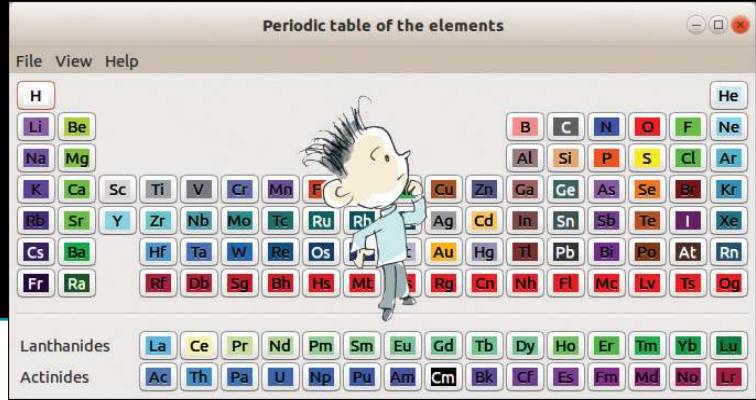 Periodic table of the elements
File View Help
H He
Li Be B C N O F Ne
Na Mg Al Si P S Cl Ar
K Ca Sc Ti V Cr Mn Cu Zn Ga Ge As Se Br Kr
Rb Sr Y Zr Nb Mo Tc Ru Rh Ag Cd In Sn Sb Te I Xe
Cs Ba Hf Ta W Re Os Au Hg Tl Pb Bi Po At Rn
Fr Ra Rf Db Sg Bh Hs Mt Rg Cn Nh Fl Mc Lv Ts Og
Lanthanides La Ce Pr Nd Pm Sm Eu Gd Tb Dy Ho Er Tm Yb Lu
Actinides Ac Th Pa U Np Pu Am Cm Bk Cf Es Fm Md No Lr